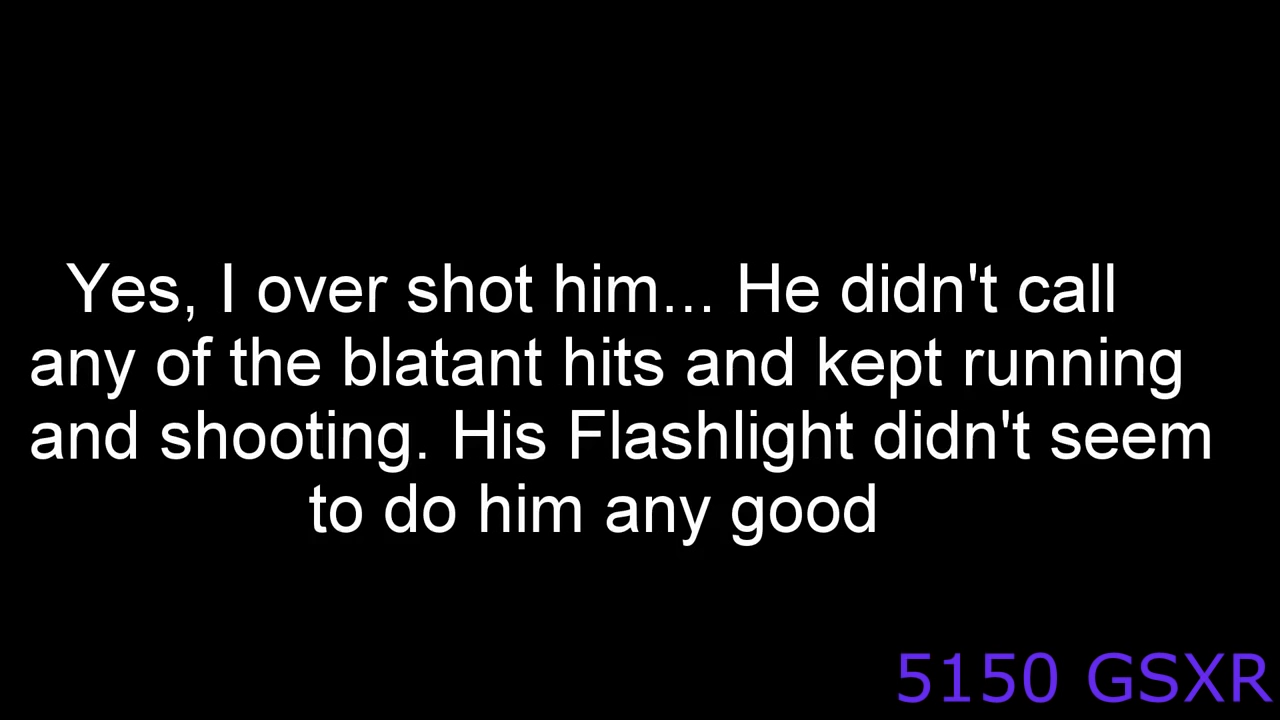 Yes, I over shot him... He didn't call
any of the blatant hits and kept running
and shooting. His Flashlight didn't seem
to do him any good
5150 GSXR